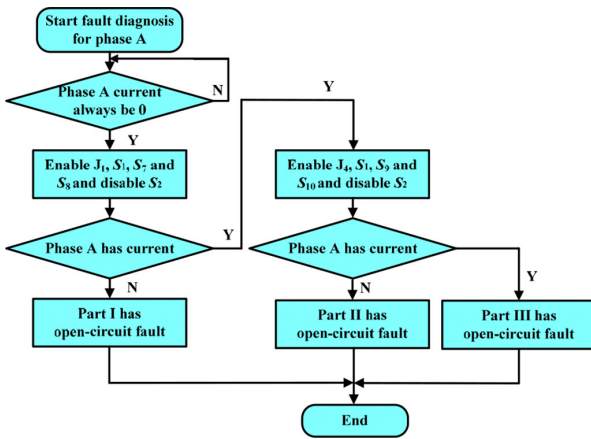 Start fault diagnosis
for phase A
Phase A current
always be 0
N
Y
Enable J1, S1, S7 and
S8 and disable S2
Phase A has current
Y
N
Part I has
open-circuit fault
Y
Enable J4, S1, S9 and
S10 and disable S2
Phase A has current
N
Y
Part II has
open-circuit fault
Part III has
open-circuit fault
End